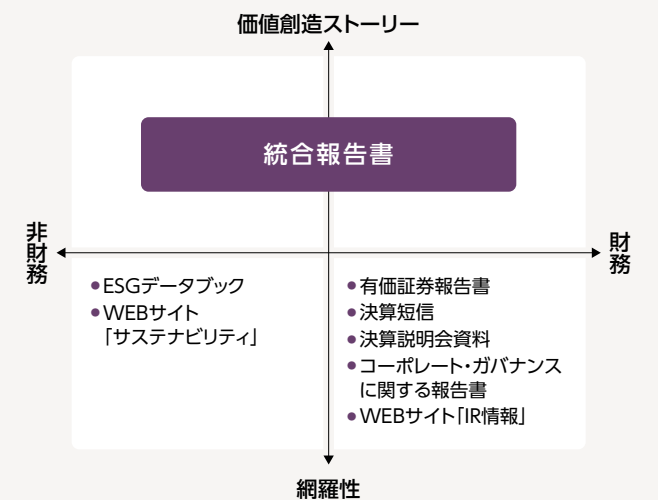 価値創造ストーリー
統合報告書
非財務
財務
●ESGデータブック
●WEBサイト
「サステナビリティ」
●有価証券報告書
●決算短信
●決算説明会資料
●コーポレート・ガバナンス
に関する報告書
●WEBサイト「IR情報」
網羅性